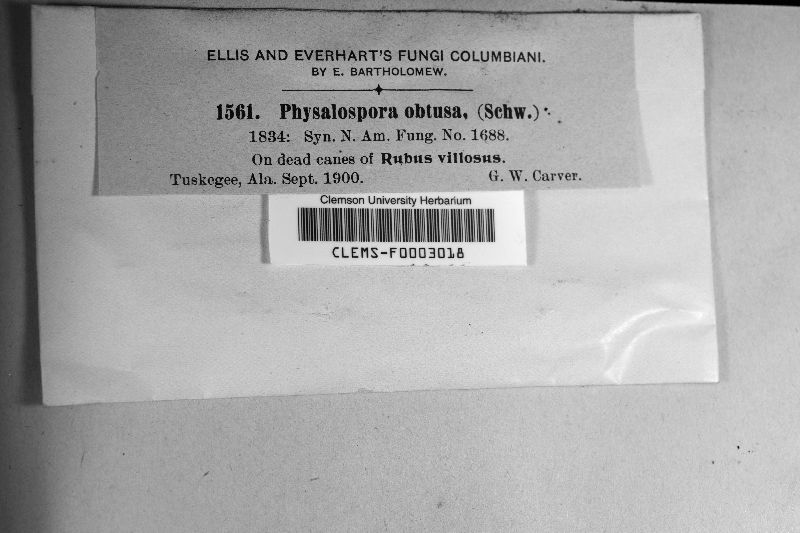 ELLIS AND EVERHART'S FUNGI COLUMBIANI.
BY E. BARTHOLOMEW.
1561. Physalospora obtusa, (Schw.)
1834: Syn. N. Am. Fung. No. 1688.
On dead canes of Rubus villosus.
Tuskegee, Ala. Sept. 1900. G. W. Carver.
Clemson University Herbarium
CLEMS-F0003018